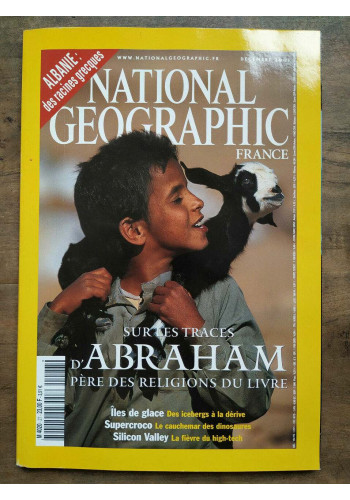 ALBANIE :
des racines grecques
WWW.NATIONALGEOGRAPHIC.FR
NATIONAL
GEOGRAPHIC
FRANCE
SUR LES TRACES
D'ABRAHAM
PÈRE DES RELIGIONS DU LIVRE
Îles de glace Des icebergs à la dérive
Supercroco Le cauchemar des dinosaures
Silicon Valley La fièvre du high-tech